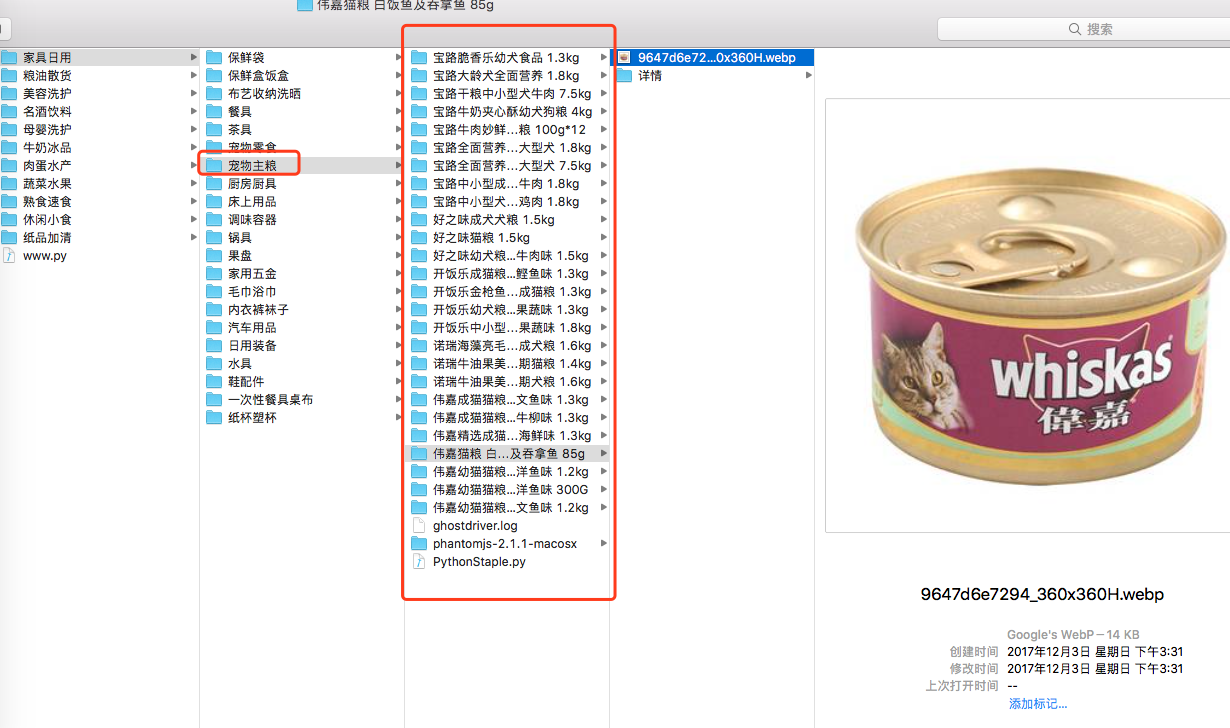 伟嘉猫粮 白饭鱼及吞拿鱼 85g
搜索
家具日用
粮油散货
美容洗护
名酒饮料
母婴洗护
牛奶冰品
肉蛋水产
蔬菜水果
熟食速食
休闲小食
纸品加清
www.py
保鲜袋
保鲜盒饭盒
布艺收纳洗晒
餐具
茶具
宠物零食
宠物主粮
厨房厨具
床上用品
调味容器
锅具
果盘
家用五金
毛巾浴巾
内衣裤袜子
汽车用品
日用装备
水具
鞋配件
一次性餐具桌布
纸杯塑杯
宝路脆香乐幼犬食品 1.3kg
宝路大龄犬全面营养 1.8kg
宝路干粮中小型犬牛肉 7.5kg
宝路牛奶夹心酥幼犬狗粮 4kg
宝路牛肉妙鲜...粮 100g*12
宝路全面营养...大型犬 1.8kg
宝路全面营养...大型犬 7.5kg
宝路中小型成...牛肉 1.8kg
宝路中小型犬...鸡肉 1.8kg
好之味成犬犬粮 1.5kg
好之味猫粮 1.5kg
好之味幼犬粮...牛肉味 1.5kg
开饭乐成猫粮...鲣鱼味 1.3kg
开饭乐金枪鱼...成猫粮 1.3kg
开饭乐幼犬粮...果蔬味 1.3kg
开饭乐中小型...果蔬味 1.8kg
诺瑞海藻亮毛...成犬粮 1.6kg
诺瑞牛油果美...期猫粮 1.4kg
诺瑞牛油果美...期犬粮 1.6kg
伟嘉成猫猫粮...文鱼味 1.3kg
伟嘉成猫猫粮...牛柳味 1.3kg
伟嘉精选成猫...海鲜味 1.3kg
伟嘉猫粮 白...及吞拿鱼 85g
伟嘉幼猫猫粮...洋鱼味 1.2kg
伟嘉幼猫猫粮...洋鱼味 300G
伟嘉幼猫猫粮...文鱼味 1.2kg
ghostdriver.log
phantomjs-2.1.1-macosx
PythonStaple.py
9647d6e72...0x360H.webp
详情
whiskas
偉嘉
9647d6e7294_360x360H.webp
Google's WebP – 14 KB
创建时间 2017年12月3日 星期日 下午3:31
修改时间 2017年12月3日 星期日 下午3:31
上次打开时间 --
添加标记...